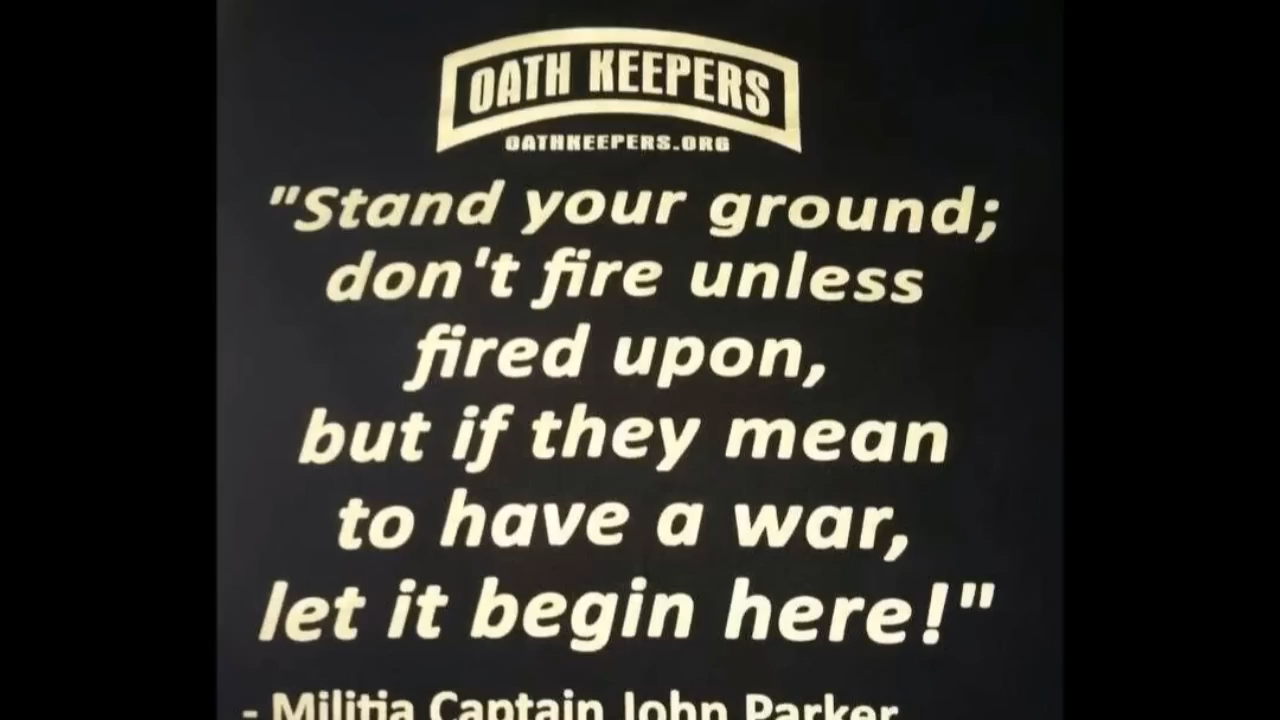 OATH KEEPERS
OATHKEEPERS.ORG
"Stand your ground;
don't fire unless
fired upon,
but if they mean
to have a war,
let it begin here!"
- Militia Captain John Parker